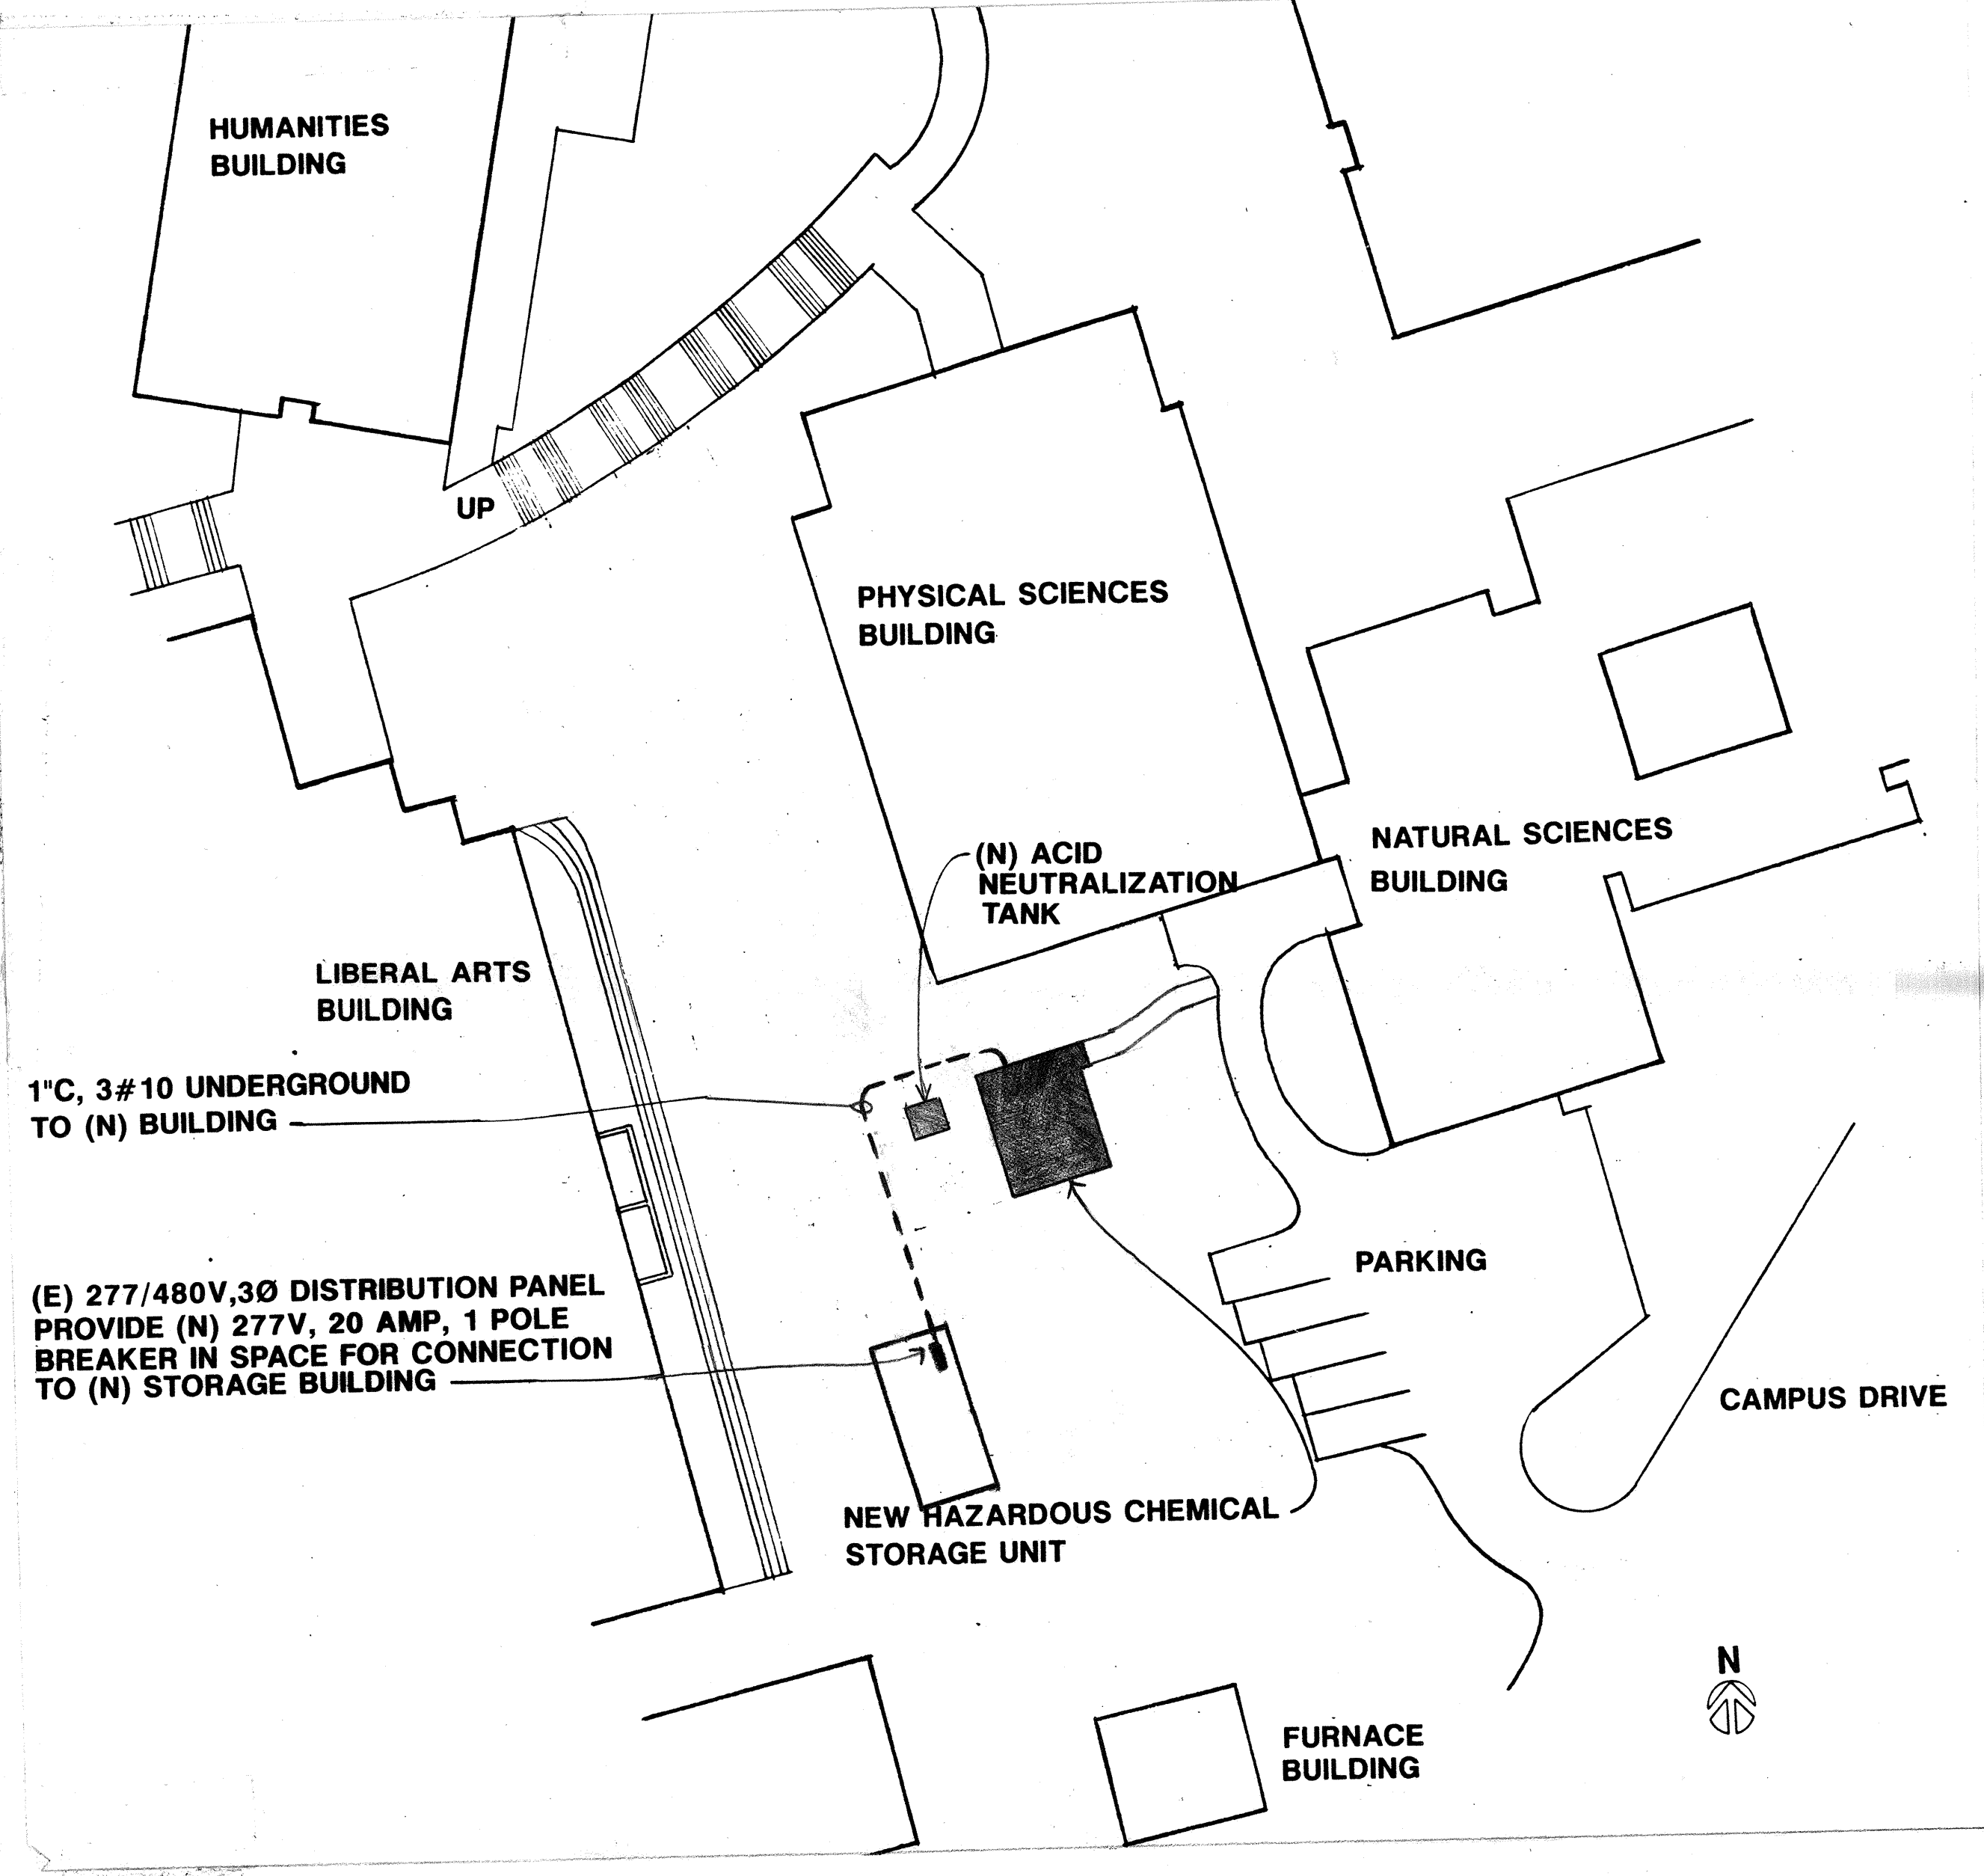 HUMANITIES
BUILDING
UP
PHYSICAL SCIENCES
BUILDING
NATURAL SCIENCES
BUILDING
(N) ACID
NEUTRALIZATION
TANK
LIBERAL ARTS
BUILDING
1"C, 3#10 UNDERGROUND
TO (N) BUILDING
(E) 277/480V,3Ø DISTRIBUTION PANEL
PROVIDE (N) 277V, 20 AMP, 1 POLE
BREAKER IN SPACE FOR CONNECTION
TO (N) STORAGE BUILDING
PARKING
CAMPUS DRIVE
NEW HAZARDOUS CHEMICAL
STORAGE UNIT
N
FURNACE
BUILDING